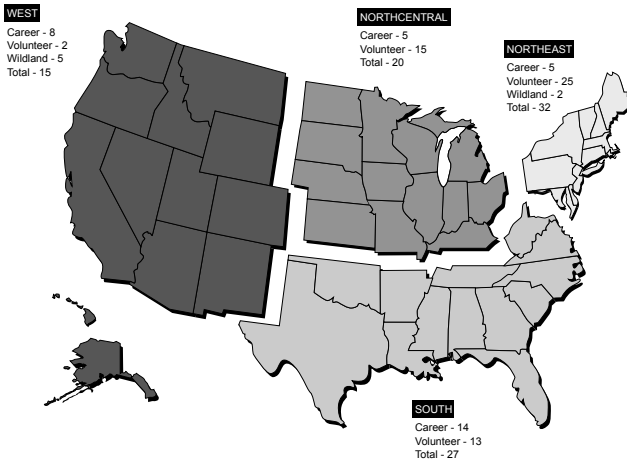 WEST
Career - 8
Volunteer - 2
Wildland - 5
Total - 15
NORTHCENTRAL
Career - 5
Volunteer - 15
Total - 20
NORTHEAST
Career - 5
Volunteer - 25
Wildland - 2
Total - 32
SOUTH
Career - 14
Volunteer - 13
Total - 27